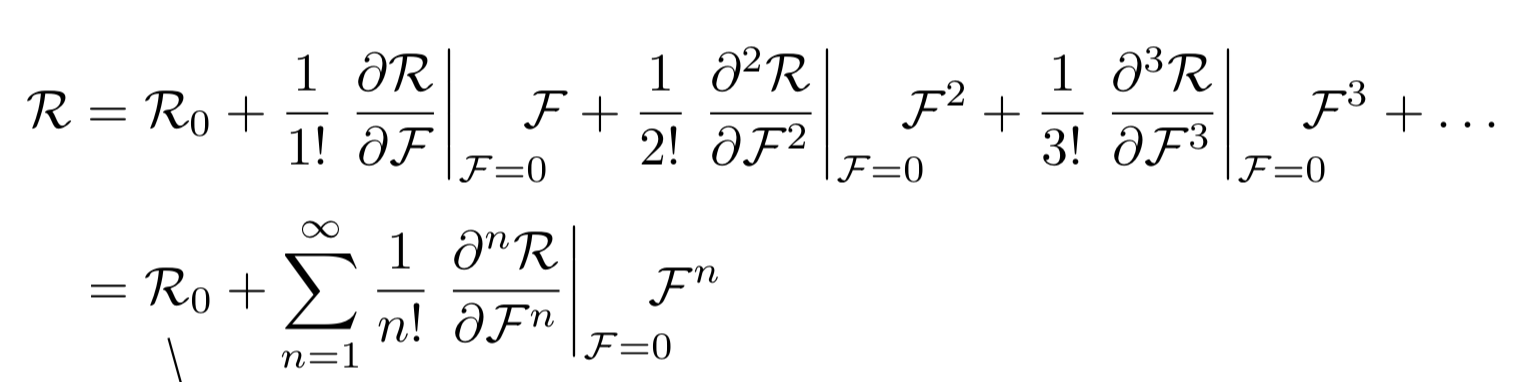 $\mathcal{R} = \mathcal{R}_0 + \frac{1}{1!} \left. \frac{\partial \mathcal{R}}{\partial \mathcal{F}} \right|_{\mathcal{F}=0} \mathcal{F} + \frac{1}{2!} \left. \frac{\partial^2 \mathcal{R}}{\partial \mathcal{F}^2} \right|_{\mathcal{F}=0} \mathcal{F}^2 + \frac{1}{3!} \left. \frac{\partial^3 \mathcal{R}}{\partial \mathcal{F}^3} \right|_{\mathcal{F}=0} \mathcal{F}^3 + \dots$
$= \mathcal{R}_0 + \sum_{n=1}^{\infty} \frac{1}{n!} \left. \frac{\partial^n \mathcal{R}}{\partial \mathcal{F}^n} \right|_{\mathcal{F}=0} \mathcal{F}^n$